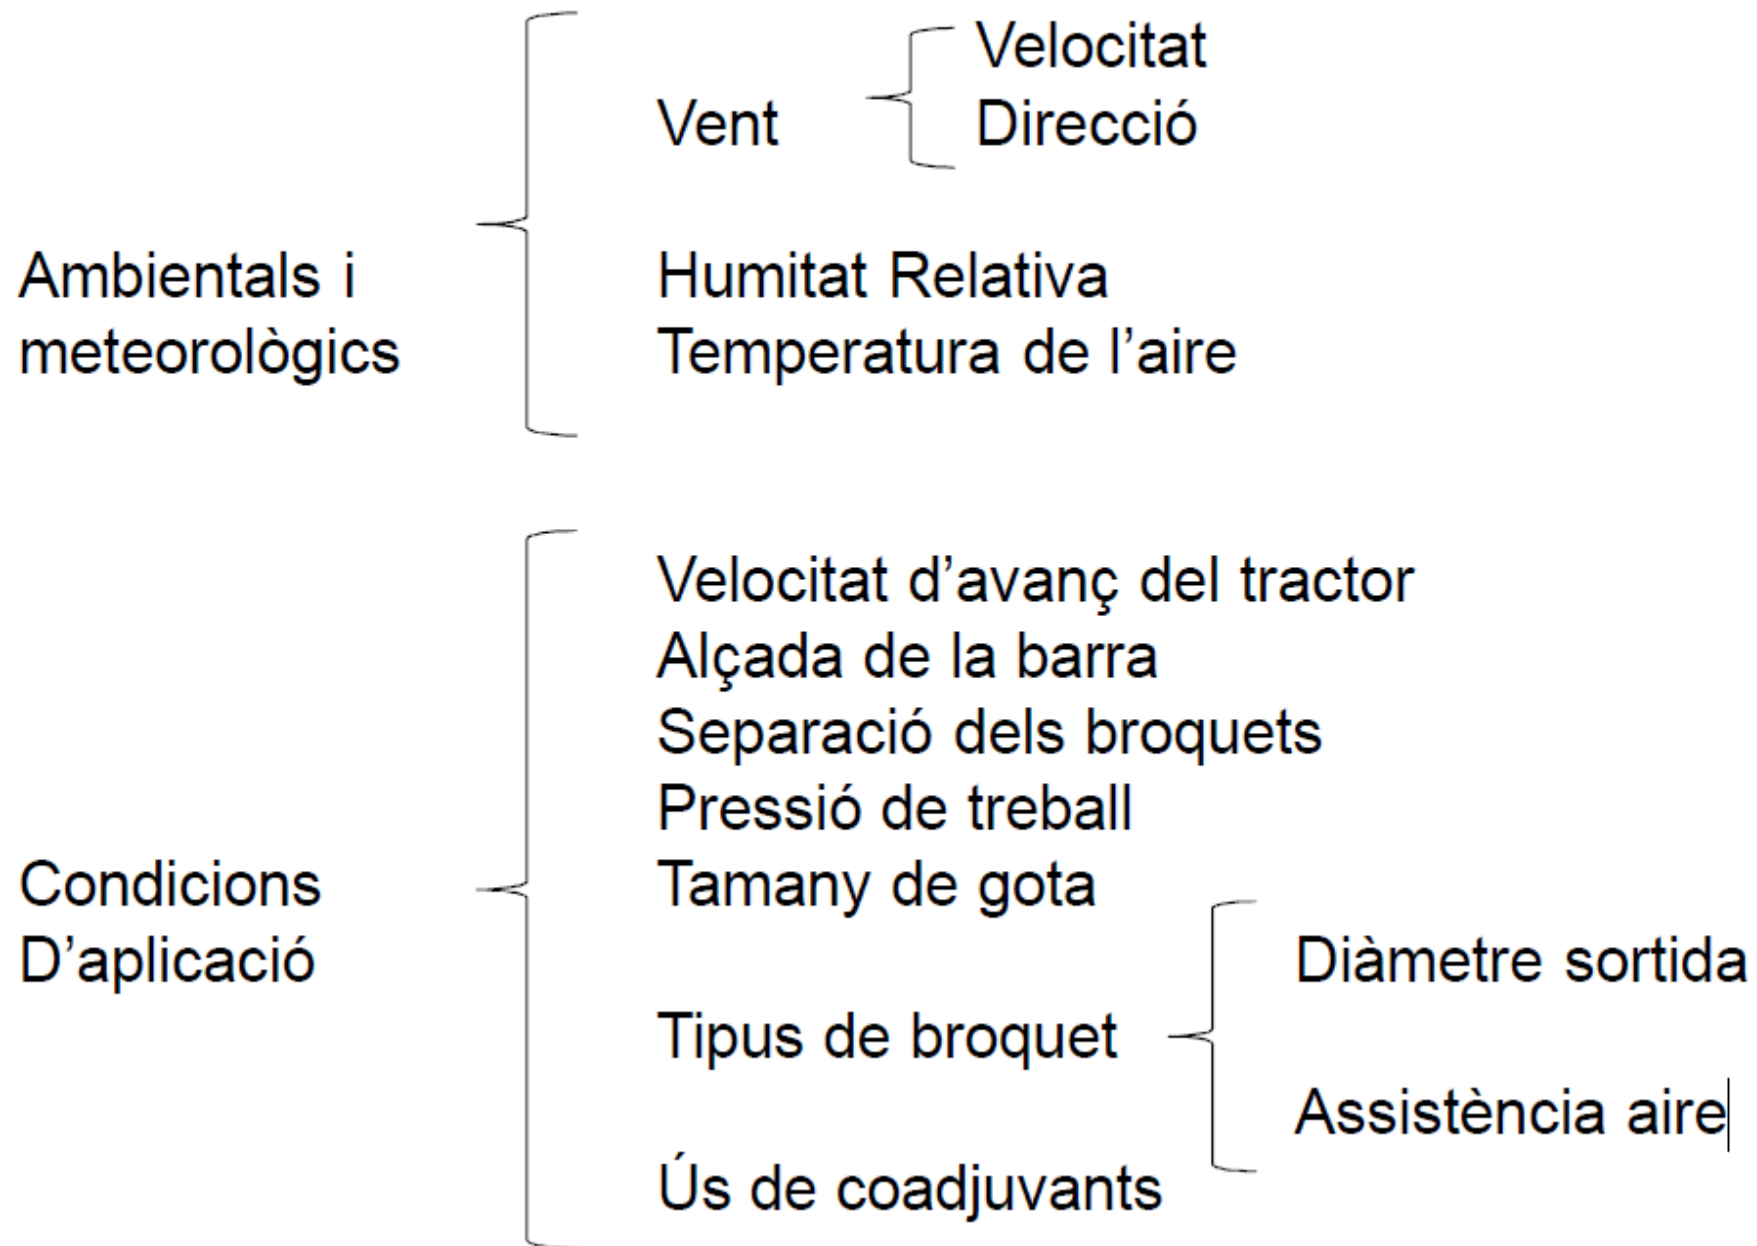 Velocitat
Vent
Direcció
Ambientals i
meteorològics
Humitat Relativa
Temperatura de l’aire
Velocitat d’avanç del tractor
Alçada de la barra
Separació dels broquets
Pressió de treball
Tamany de gota
Condicions
D’aplicació
Diàmetre sortida
Tipus de broquet
Assistència aire
Ús de coadjuvants